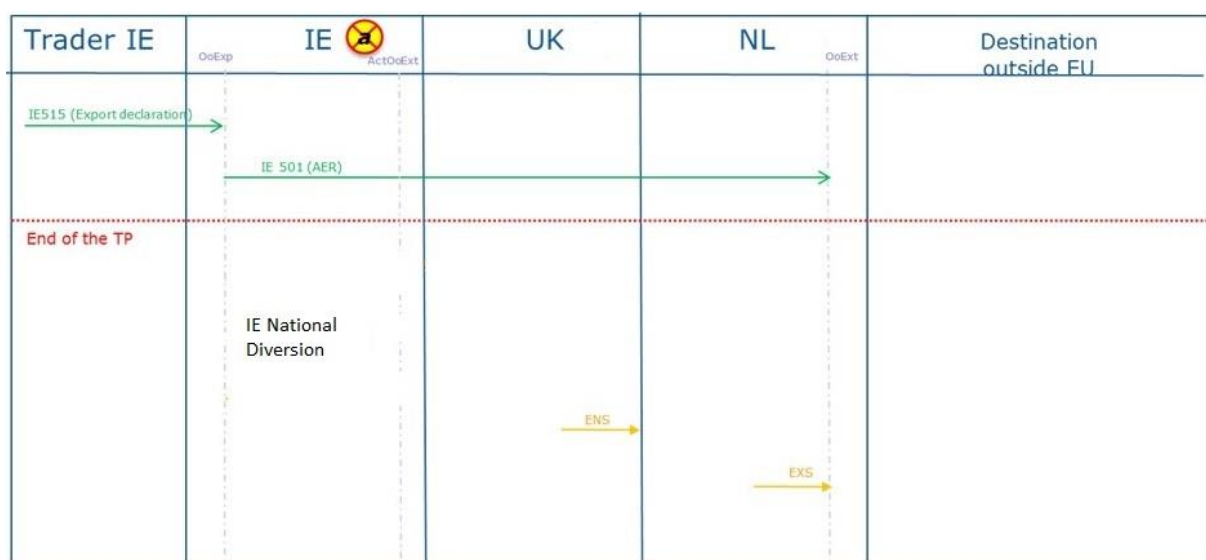 Trader IE
IE a
UK
NL
Destination
outside EU
OoExp
ActOoExt
OoExt
IE515 (Export declaration)
IE 501 (AER)
End of the TP
IE National
Diversion
ENS
EXS